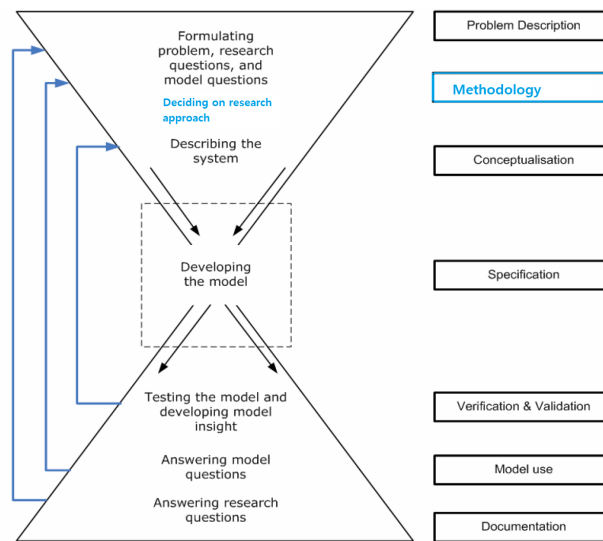 Formulating
problem, research
questions, and
model questions
Deciding on research
approach
Describing the
system
Developing
the model
Testing the model and
developing model
insight
Answering model
questions
Answering research
questions
Problem Description
Methodology
Conceptualisation
Specification
Verification & Validation
Model use
Documentation